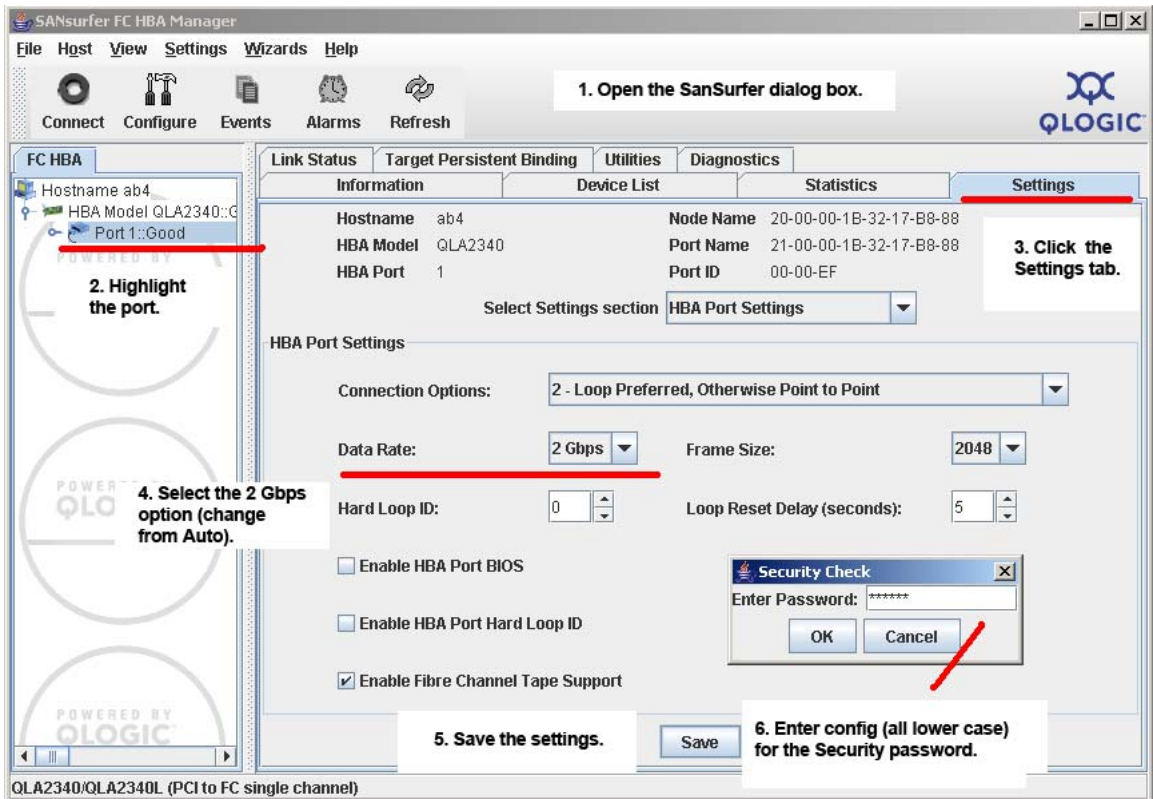 SANsurfer FC HBA Manager
File Host View Settings Wizards Help
Connect Configure Events Alarms Refresh
1. Open the SanSurfer dialog box.
QLOGIC
FC HBA
Hostname ab4
HBA Model QLA2340::
Port 1::Good
POWERED BY
2. Highlight
the port.
POWERED BY
QLOGIC
Link Status Target Persistent Binding Utilities Diagnostics
Information Device List Statistics Settings
Hostname ab4 Node Name 20-00-00-1B-32-17-B8-88
HBA Model QLA2340 Port Name 21-00-00-1B-32-17-B8-88
HBA Port 1 Port ID 00-00-EF
3. Click the
Settings tab.
Select Settings section HBA Port Settings
HBA Port Settings
Connection Options: 2 - Loop Preferred, Otherwise Point to Point
Data Rate: 2 Gbps Frame Size: 2048
4. Select the 2 Gbps
option (change
from Auto).
Hard Loop ID: 0 Loop Reset Delay (seconds): 5
Enable HBA Port BIOS
Security Check
Enter Password: ******
OK Cancel
Enable HBA Port Hard Loop ID
Enable Fibre Channel Tape Support
5. Save the settings.
Save
6. Enter config (all lower case)
for the Security password.
QLA2340/QLA2340L (PCI to FC single channel)